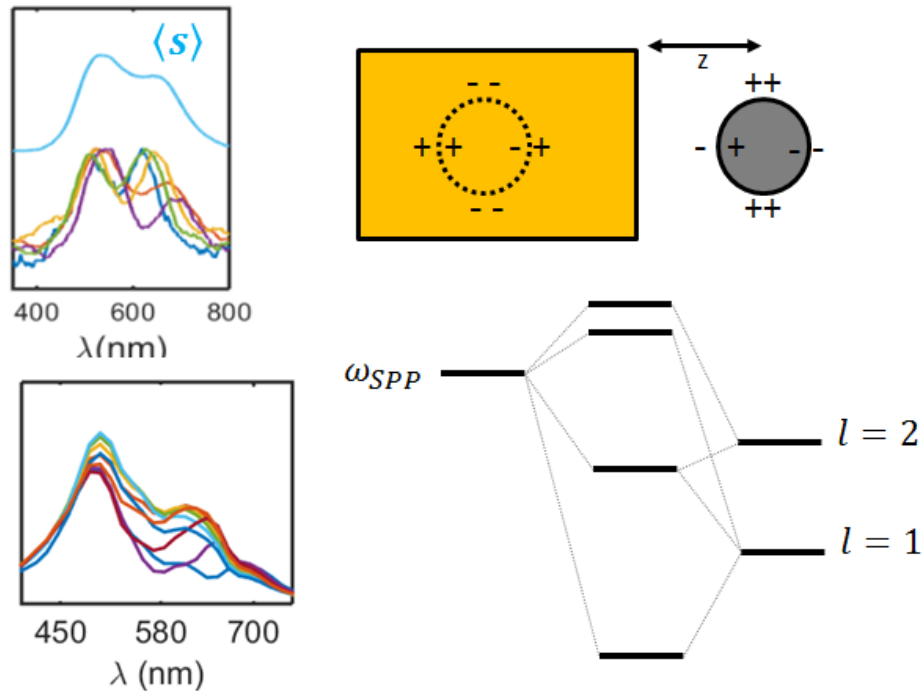 ⟨s⟩
400 600 800
λ(nm)
450 580 700
λ (nm)
z
- -
+ + - +
- -
++
- + - -
++
ω_SPP
l = 2
l = 1